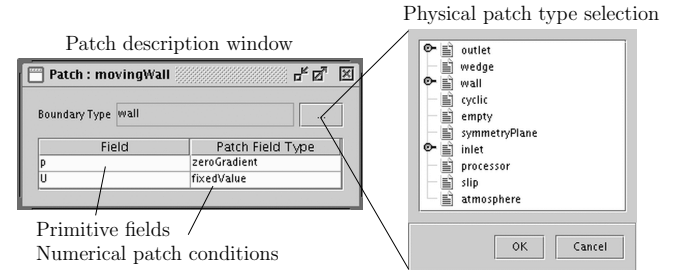 Physical patch type selection
Patch description window
Patch : movingWall
Boundary Type wall ...
Field Patch Field Type
p zeroGradient
U fixedValue
Primitive fields
Numerical patch conditions
outlet
wedge
wall
cyclic
empty
symmetryPlane
inlet
processor
slip
atmosphere
OK Cancel